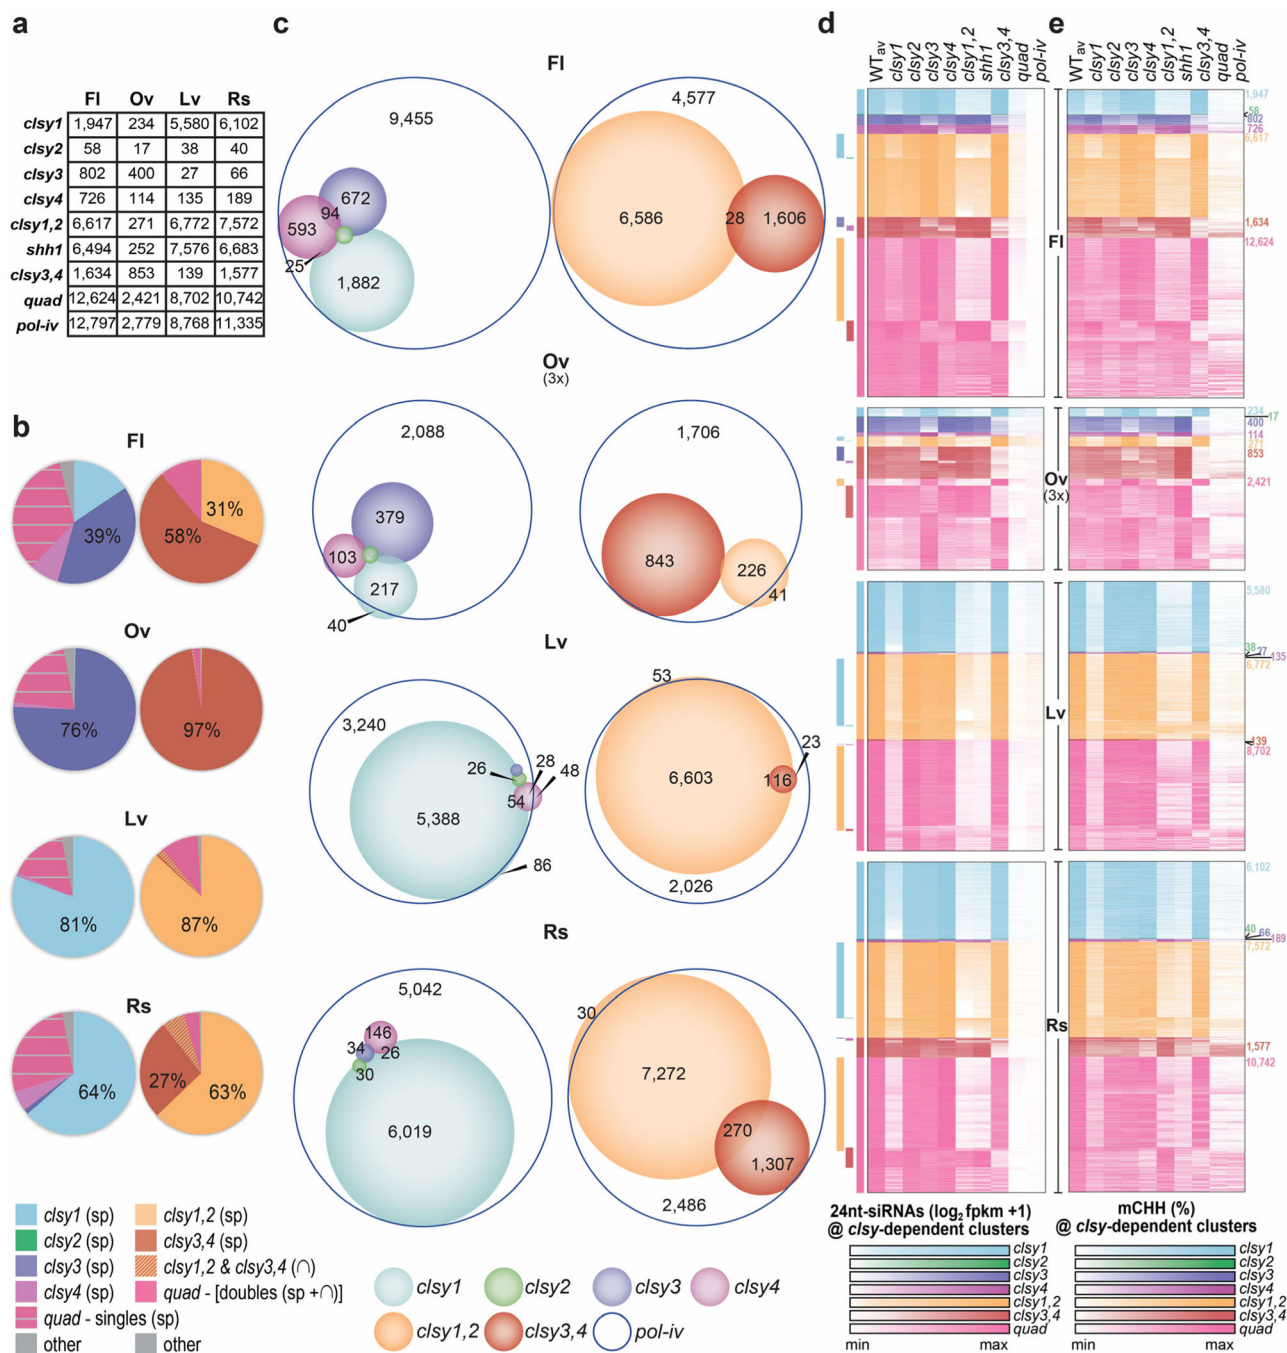 a
Fl Ov Lv Rs
clsy1 1,947 234 5,580 6,102
clsy2 58 17 38 40
clsy3 802 400 27 66
clsy4 726 114 135 189
clsy1,2 6,617 271 6,772 7,572
shh1 6,494 252 7,576 6,683
clsy3,4 1,634 853 139 1,577
quad 12,624 2,421 8,702 10,742
pol-iv 12,797 2,779 8,768 11,335
b
Fl
39%
58%
31%
Ov
76%
97%
Lv
81%
87%
Rs
64%
27%
63%
clsy1 (sp)
clsy2 (sp)
clsy3 (sp)
clsy4 (sp)
quad - singles (sp)
other
clsy1,2 (sp)
clsy3,4 (sp)
clsy1,2 & clsy3,4 (∩)
quad - [doubles (sp +∩)]
other
c
Fl
9,455
672
94
593
25
1,882
4,577
6,586
28
1,606
Ov
(3x)
2,088
379
103
217
40
1,706
843
226
41
Lv
3,240
26
28
48
54
5,388
86
53
23
6,603
116
2,026
Rs
5,042
146
34
26
30
6,019
30
7,272
270
1,307
2,486
clsy1
clsy2
clsy3
clsy4
clsy1,2
clsy3,4
pol-iv
d
WTav
clsy1
clsy2
clsy3
clsy4
clsy1,2
shh1
clsy3,4
quad
pol-iv
24nt-siRNAs (log2 fpkm +1)
@ clsy-dependent clusters
clsy1
clsy2
clsy3
clsy4
clsy1,2
clsy3,4
quad
min max
e
WTav
clsy1
clsy2
clsy3
clsy4
clsy1,2
shh1
clsy3,4
quad
pol-iv
Fl
1,947
58
802
726
6,617
1,634
12,624
Ov
(3x)
234
17
400
114
271
853
2,421
Lv
5,580
38
27
135
6,772
139
8,702
Rs
6,102
40
66
189
7,572
1,577
10,742
mCHH (%)
@ clsy-dependent clusters
clsy1
clsy2
clsy3
clsy4
clsy1,2
clsy3,4
quad
min max